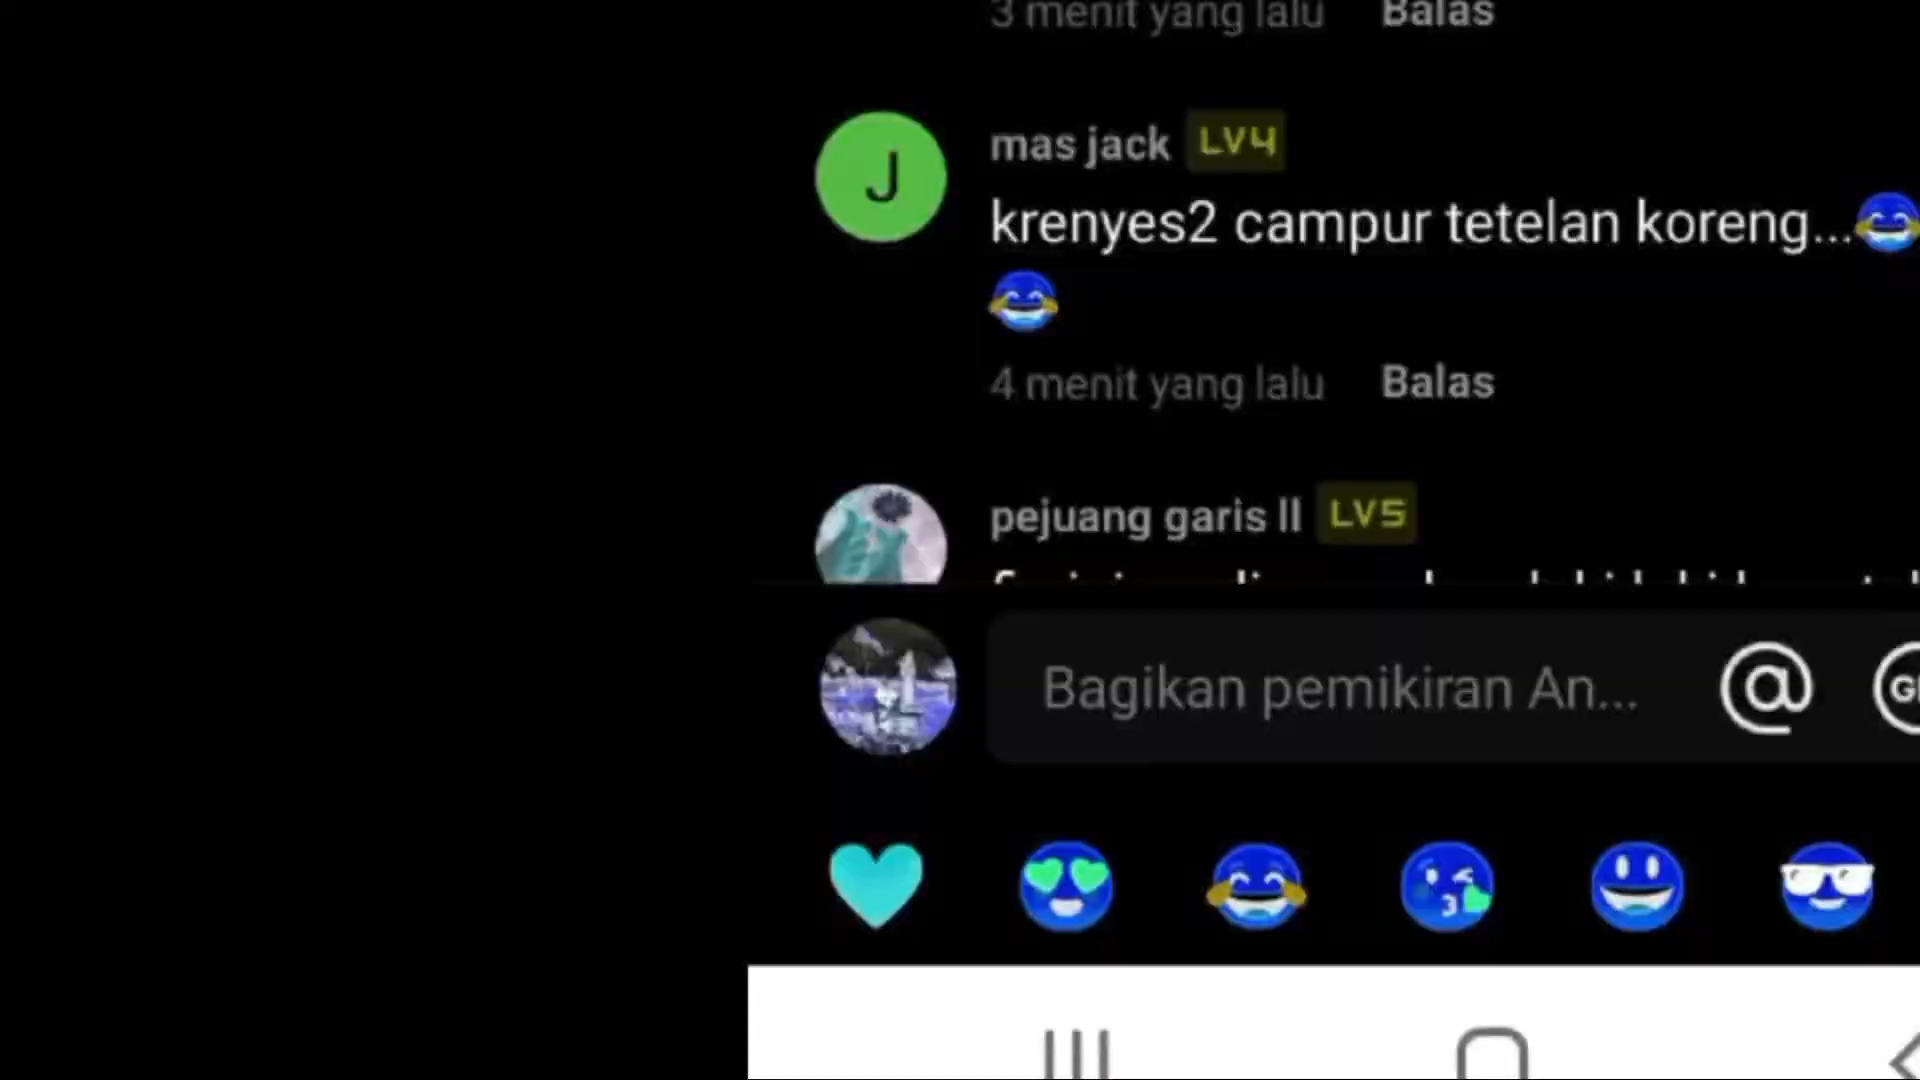 3 menit yang lalu Balas
J
mas jack LV4
krenyes2 campur tetelan koreng...😂
😂
4 menit yang lalu Balas
pejuang garis ll LV5
Bagikan pemikiran An... @